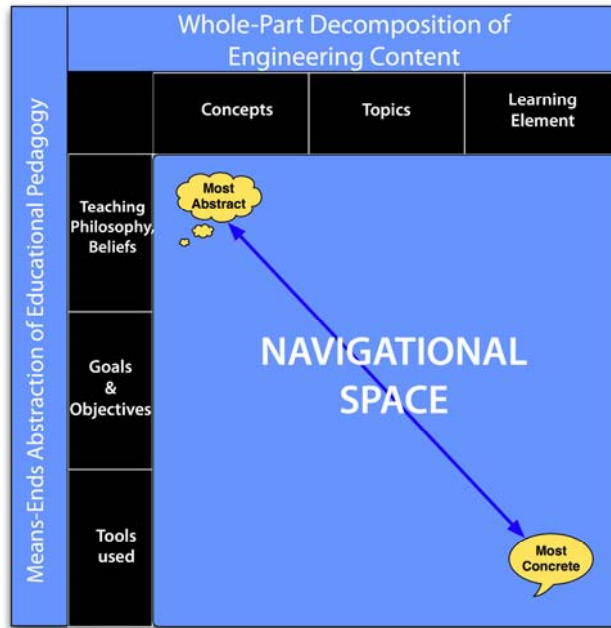 Whole-Part Decomposition of
Engineering Content
Concepts
Topics
Learning
Element
Means-Ends Abstraction of Educational Pedagogy
Teaching
Philosophy,
Beliefs
Goals
&
Objectives
Tools
used
Most
Abstract
NAVIGATIONAL
SPACE
Most
Concrete